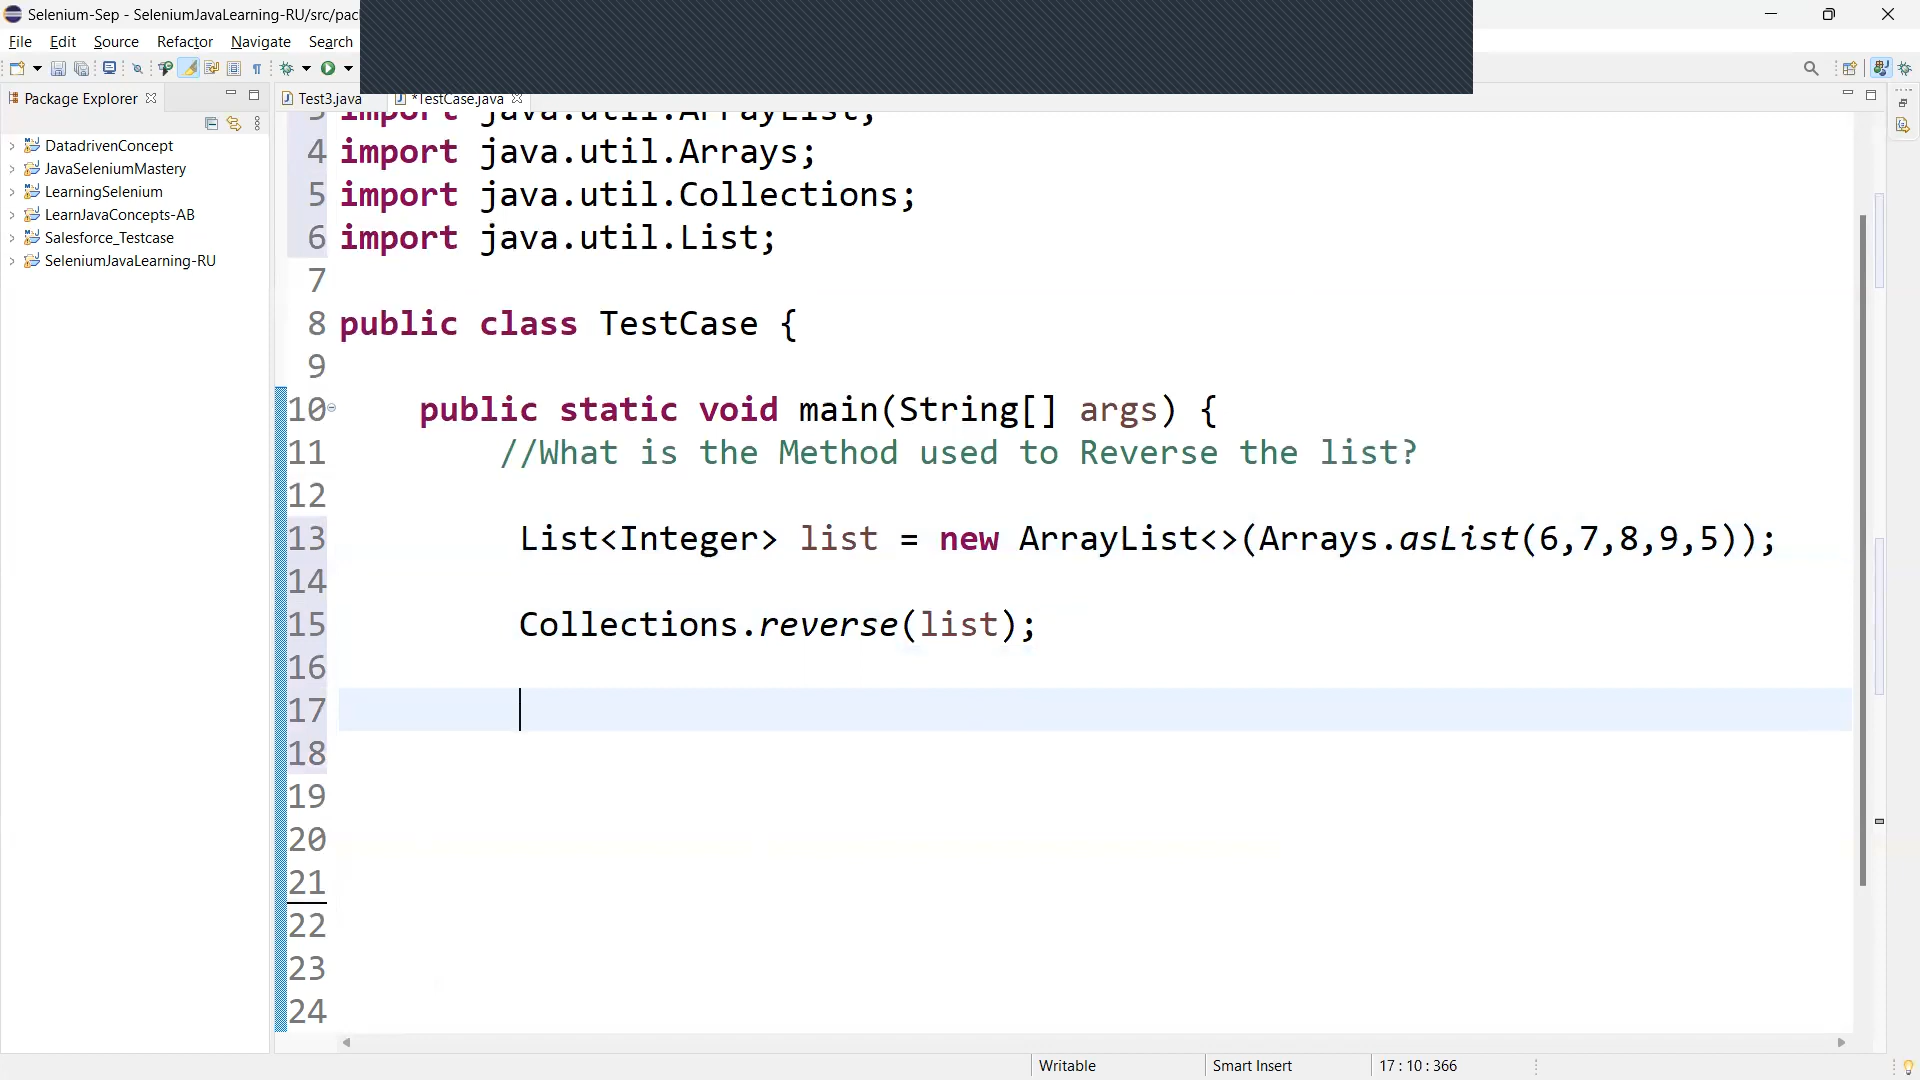 Selenium-Sep - SeleniumJavaLearning-RU/src/pac
File Edit Source Refactor Navigate Search
Package Explorer
Test3.java
*TestCase.java
DatadrivenConcept
JavaSeleniumMastery
LearningSelenium
LearnJavaConcepts-AB
Salesforce_Testcase
SeleniumJavaLearning-RU
3 import java.util.ArrayList;
4 import java.util.Arrays;
5 import java.util.Collections;
6 import java.util.List;
7
8 public class TestCase {
9
10 public static void main(String[] args) {
11 //What is the Method used to Reverse the list?
12
13 List<Integer> list = new ArrayList<>(Arrays.asList(6,7,8,9,5));
14
15 Collections.reverse(list);
16
17
18
19
20
21
22
23
24
Writable
Smart Insert
17 : 10 : 366